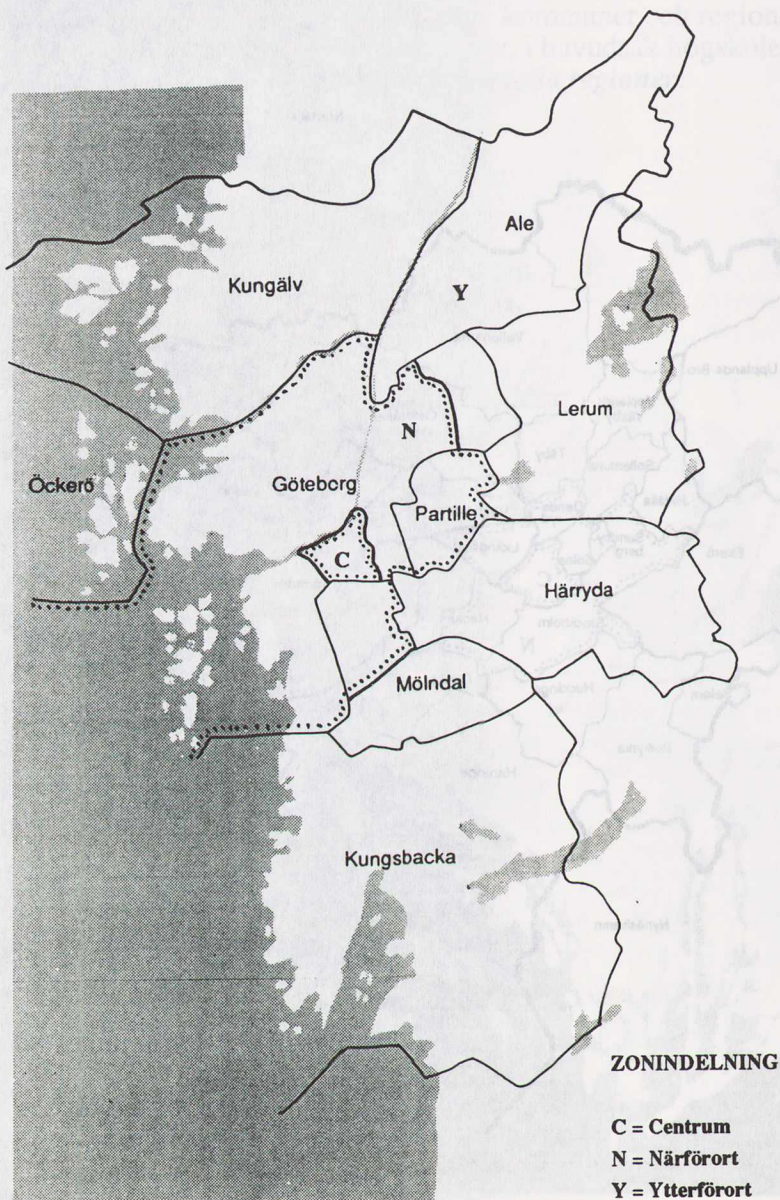 Ale
Kungälv
Y
Lerum
N
Öckerö
Göteborg
Partille
C
Härryda
Mölndal
Kungsbacka
ZONINDELNING
C = Centrum
N = Närförort
Y = Ytterförort